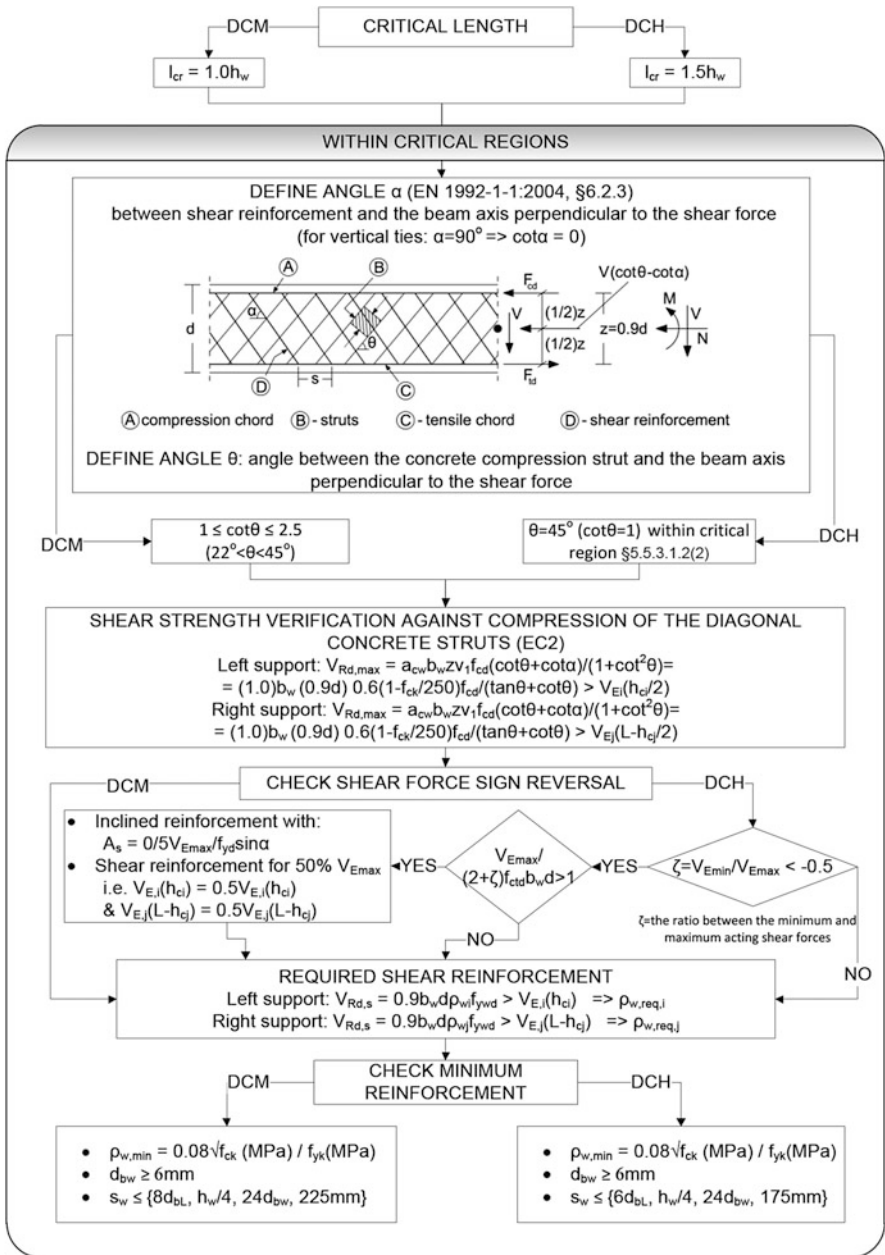 CRITICAL LENGTH
DCM
DCH
l_cr = 1.0h_w
l_cr = 1.5h_w
WITHIN CRITICAL REGIONS
DEFINE ANGLE α (EN 1992-1-1:2004, §6.2.3)
between shear reinforcement and the beam axis perpendicular to the shear force
(for vertical ties: α=90° => cotα = 0)
A
B
F_cd
V(cotθ-cotα)
α
θ
d
V
(1/2)z
(1/2)z
z=0.9d
M
V
N
D
s
C
F_td
A compression chord B - struts C - tensile chord D - shear reinforcement
DEFINE ANGLE θ: angle between the concrete compression strut and the beam axis
perpendicular to the shear force
DCM
1 ≤ cotθ ≤ 2.5
(22°<θ<45°)
θ=45° (cotθ=1) within critical
region §5.5.3.1.2(2)
DCH
SHEAR STRENGTH VERIFICATION AGAINST COMPRESSION OF THE DIAGONAL
CONCRETE STRUTS (EC2)
Left support: V_Rd,max = a_cw b_w z v_1 f_cd (cotθ+cotα)/(1+cot²θ)=
= (1.0)b_w (0.9d) 0.6(1-f_ck/250)f_cd/(tanθ+cotθ) > V_Ei(h_ci/2)
Right support: V_Rd,max = a_cw b_w z v_1 f_cd (cotθ+cotα)/(1+cot²θ)=
= (1.0)b_w (0.9d) 0.6(1-f_ck/250)f_cd/(tanθ+cotθ) > V_Ej(L-h_cj/2)
DCM
CHECK SHEAR FORCE SIGN REVERSAL
DCH
• Inclined reinforcement with:
A_s = 0/5V_Emax/f_yd sinα
• Shear reinforcement for 50% V_Emax
i.e. V_E,i(h_ci) = 0.5V_E,i(h_ci)
& V_E,j(L-h_cj) = 0.5V_E,j(L-h_cj)
YES
V_Emax/
(2+ζ)f_ctd b_w d>1
YES
ζ=V_Emin/V_Emax < -0.5
ζ=the ratio between the minimum and
maximum acting shear forces
NO
NO
REQUIRED SHEAR REINFORCEMENT
Left support: V_Rd,s = 0.9b_w dρ_wi f_ywd > V_E,i(h_ci) => ρ_w,req,i
Right support: V_Rd,s = 0.9b_w dρ_wj f_ywd > V_E,j(L-h_cj) => ρ_w,req,j
DCM
CHECK MINIMUM
REINFORCEMENT
DCH
• ρ_w,min = 0.08√f_ck (MPa) / f_yk(MPa)
• d_bw ≥ 6mm
• s_w ≤ {8d_bL, h_w/4, 24d_bw, 225mm}
• ρ_w,min = 0.08√f_ck (MPa) / f_yk(MPa)
• d_bw ≥ 6mm
• s_w ≤ {6d_bL, h_w/4, 24d_bw, 175mm}